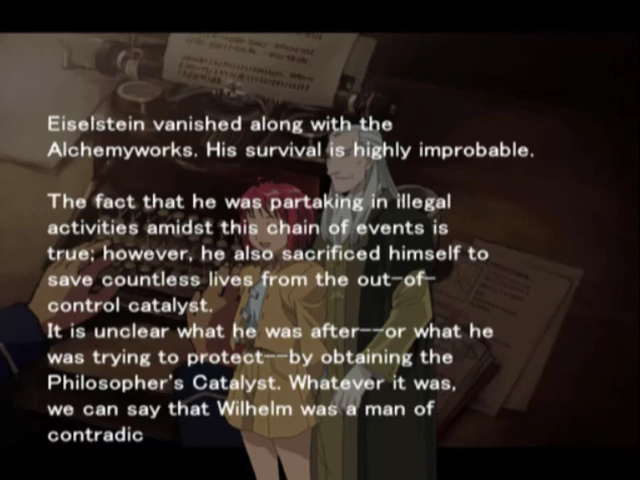 Eiselstein vanished along with the
Alchemyworks. His survival is highly improbable.
The fact that he was partaking in illegal
activities amidst this chain of events is
true; however, he also sacrificed himself to
save countless lives from the out-of-
control catalyst.
It is unclear what he was after--or what he
was trying to protect--by obtaining the
Philosopher's Catalyst. Whatever it was,
we can say that Wilhelm was a man of
contradic